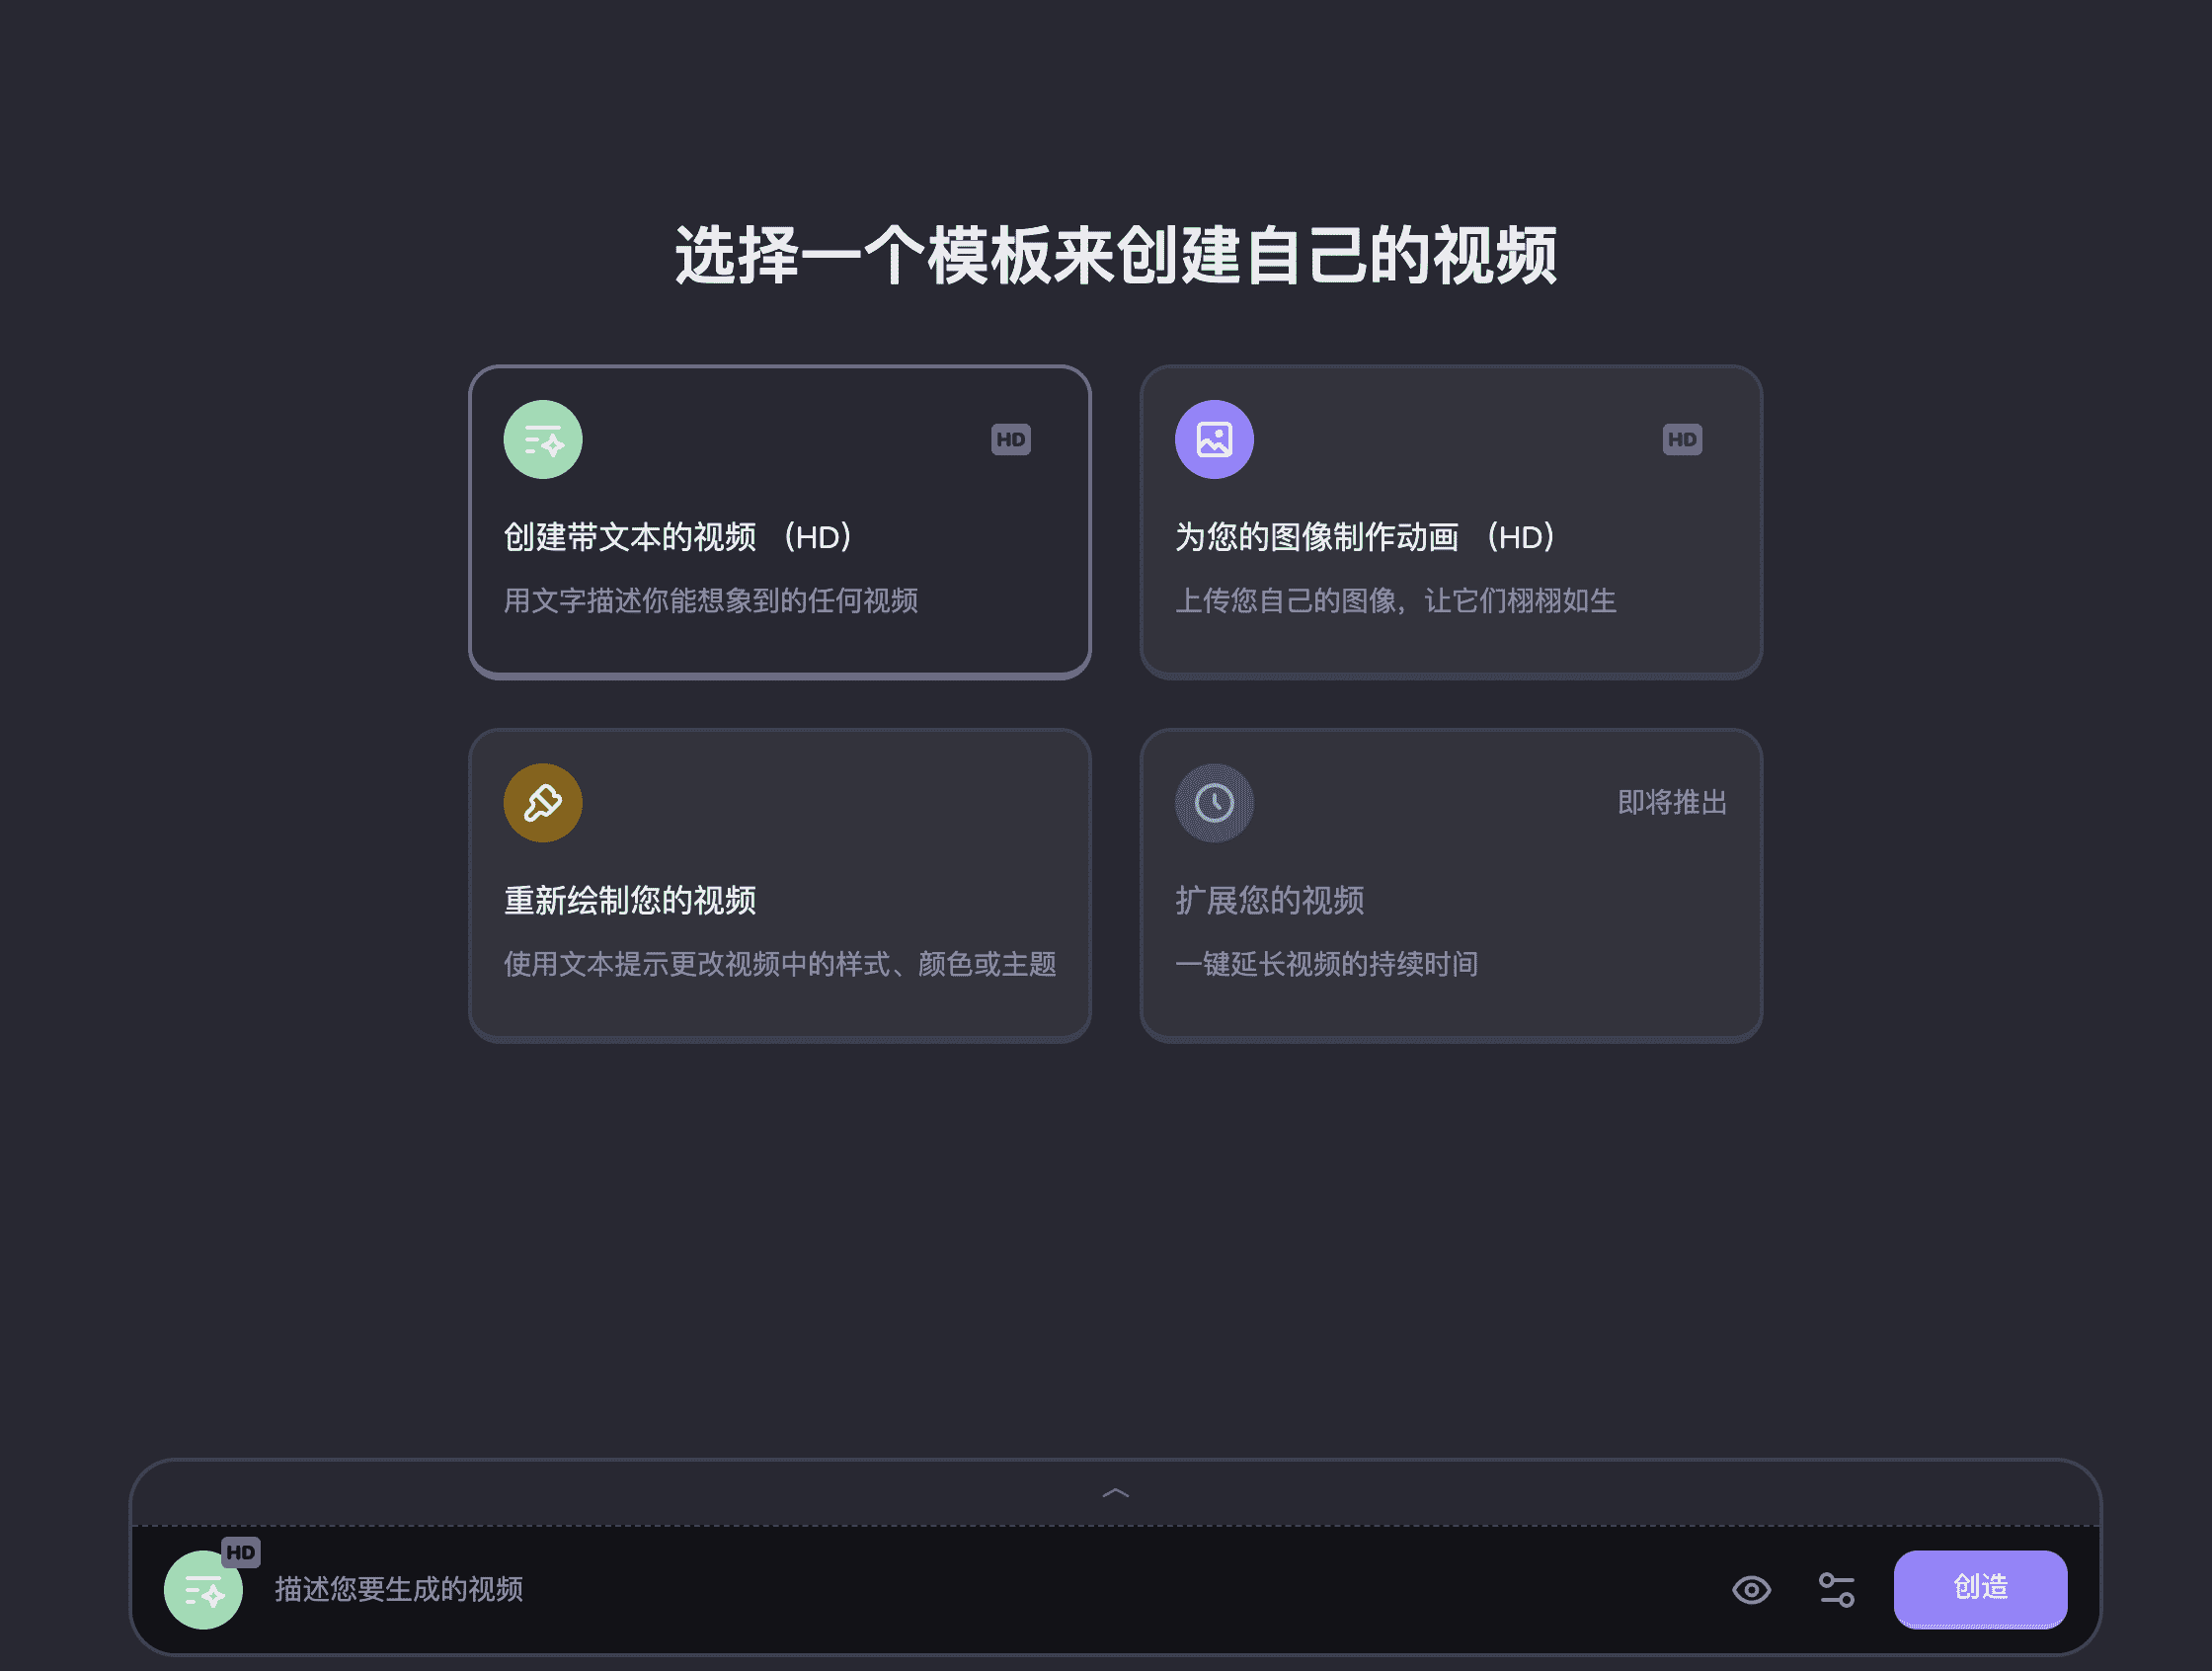 选择一个模板来创建自己的视频
HD
创建带文本的视频 （HD）
用文字描述你能想象到的任何视频
HD
为您的图像制作动画 （HD）
上传您自己的图像，让它们栩栩如生
重新绘制您的视频
使用文本提示更改视频中的样式、颜色或主题
即将推出
扩展您的视频
一键延长视频的持续时间
HD
描述您要生成的视频
创造